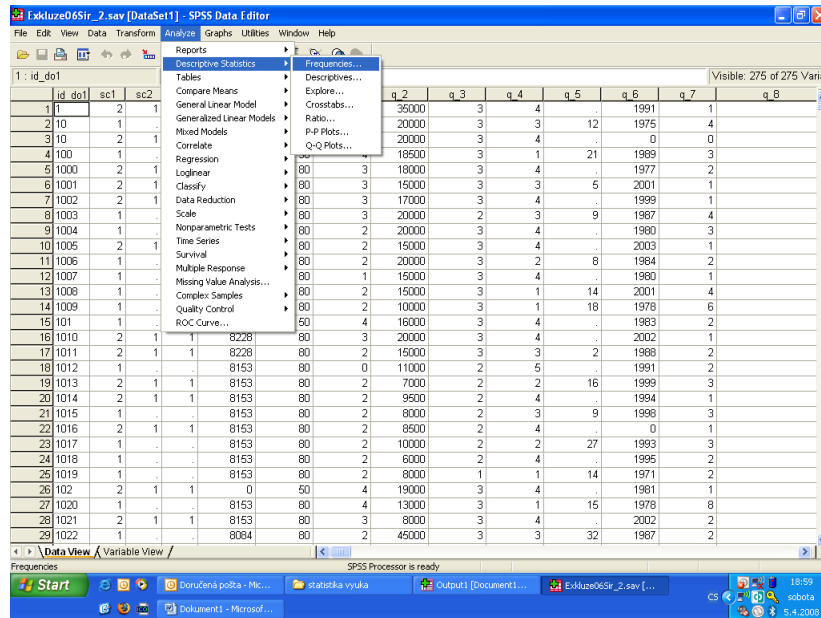 Exkluze06Sir_2.sav [DataSet1] - SPSS Data Editor
File Edit View Data Transform Analyze Graphs Utilities Window Help
1 : id_do1 Visible: 275 of 275 Vari
Reports
Descriptive Statistics
Tables
Compare Means
General Linear Model
Generalized Linear Models
Mixed Models
Correlate
Regression
Loglinear
Classify
Data Reduction
Scale
Nonparametric Tests
Time Series
Survival
Multiple Response
Missing Value Analysis...
Complex Samples
Quality Control
ROC Curve...
Frequencies...
Descriptives...
Explore...
Crosstabs...
Ratio...
P-P Plots...
Q-Q Plots...
id_do1 sc1 sc2 q_2 q_3 q_4 q_5 q_6 q_7 q_8
1 1 2 1 35000 3 4 . 1991 1
2 10 1 . 20000 3 3 12 1975 4
3 10 2 1 20000 3 4 . 0 0
4 100 1 . 18500 3 1 21 1989 3
5 1000 2 1 80 3 18000 3 4 . 1977 2
6 1001 2 1 80 3 15000 3 3 5 2001 1
7 1002 2 1 80 3 17000 3 4 . 1999 1
8 1003 1 . 80 3 20000 2 3 9 1987 4
9 1004 1 . 80 2 20000 3 4 . 1980 3
10 1005 2 1 80 2 15000 3 4 . 2003 1
11 1006 1 . 80 2 20000 3 2 8 1984 2
12 1007 1 . 80 1 15000 3 4 . 1980 1
13 1008 1 . 80 2 15000 3 1 14 2001 4
14 1009 1 . 80 2 10000 3 1 18 1978 6
15 101 1 . 50 4 16000 3 4 . 1983 2
16 1010 2 1 1 8228 80 3 20000 3 4 . 2002 1
17 1011 2 1 1 8228 80 2 15000 3 3 2 1988 2
18 1012 1 . . 8153 80 0 11000 2 5 . 1991 2
19 1013 2 1 1 8153 80 2 7000 2 2 16 1999 3
20 1014 2 1 1 8153 80 2 9500 2 4 . 1994 1
21 1015 1 . . 8153 80 2 8000 2 3 9 1998 3
22 1016 2 1 1 8153 80 2 8500 2 4 . 0 1
23 1017 1 . . 8153 80 2 10000 2 2 27 1993 3
24 1018 1 . . 8153 80 2 6000 2 4 . 1995 2
25 1019 1 . . 8153 80 2 8000 1 1 14 1971 2
26 102 2 1 1 0 50 4 19000 3 4 . 1981 1
27 1020 1 . . 8153 80 4 13000 3 1 15 1978 8
28 1021 2 1 1 8153 80 3 8000 3 4 . 2002 2
29 1022 1 . . 8084 80 2 45000 3 3 32 1987 2
Data View Variable View
Frequencies SPSS Processor is ready
Start Doručená pošta - Mic... statistika vyuka Output1 [Document1... Exkluze06Sir_2.sav [... CS 18:59
Dokument1 - Microsof... sobota
5.4.2008